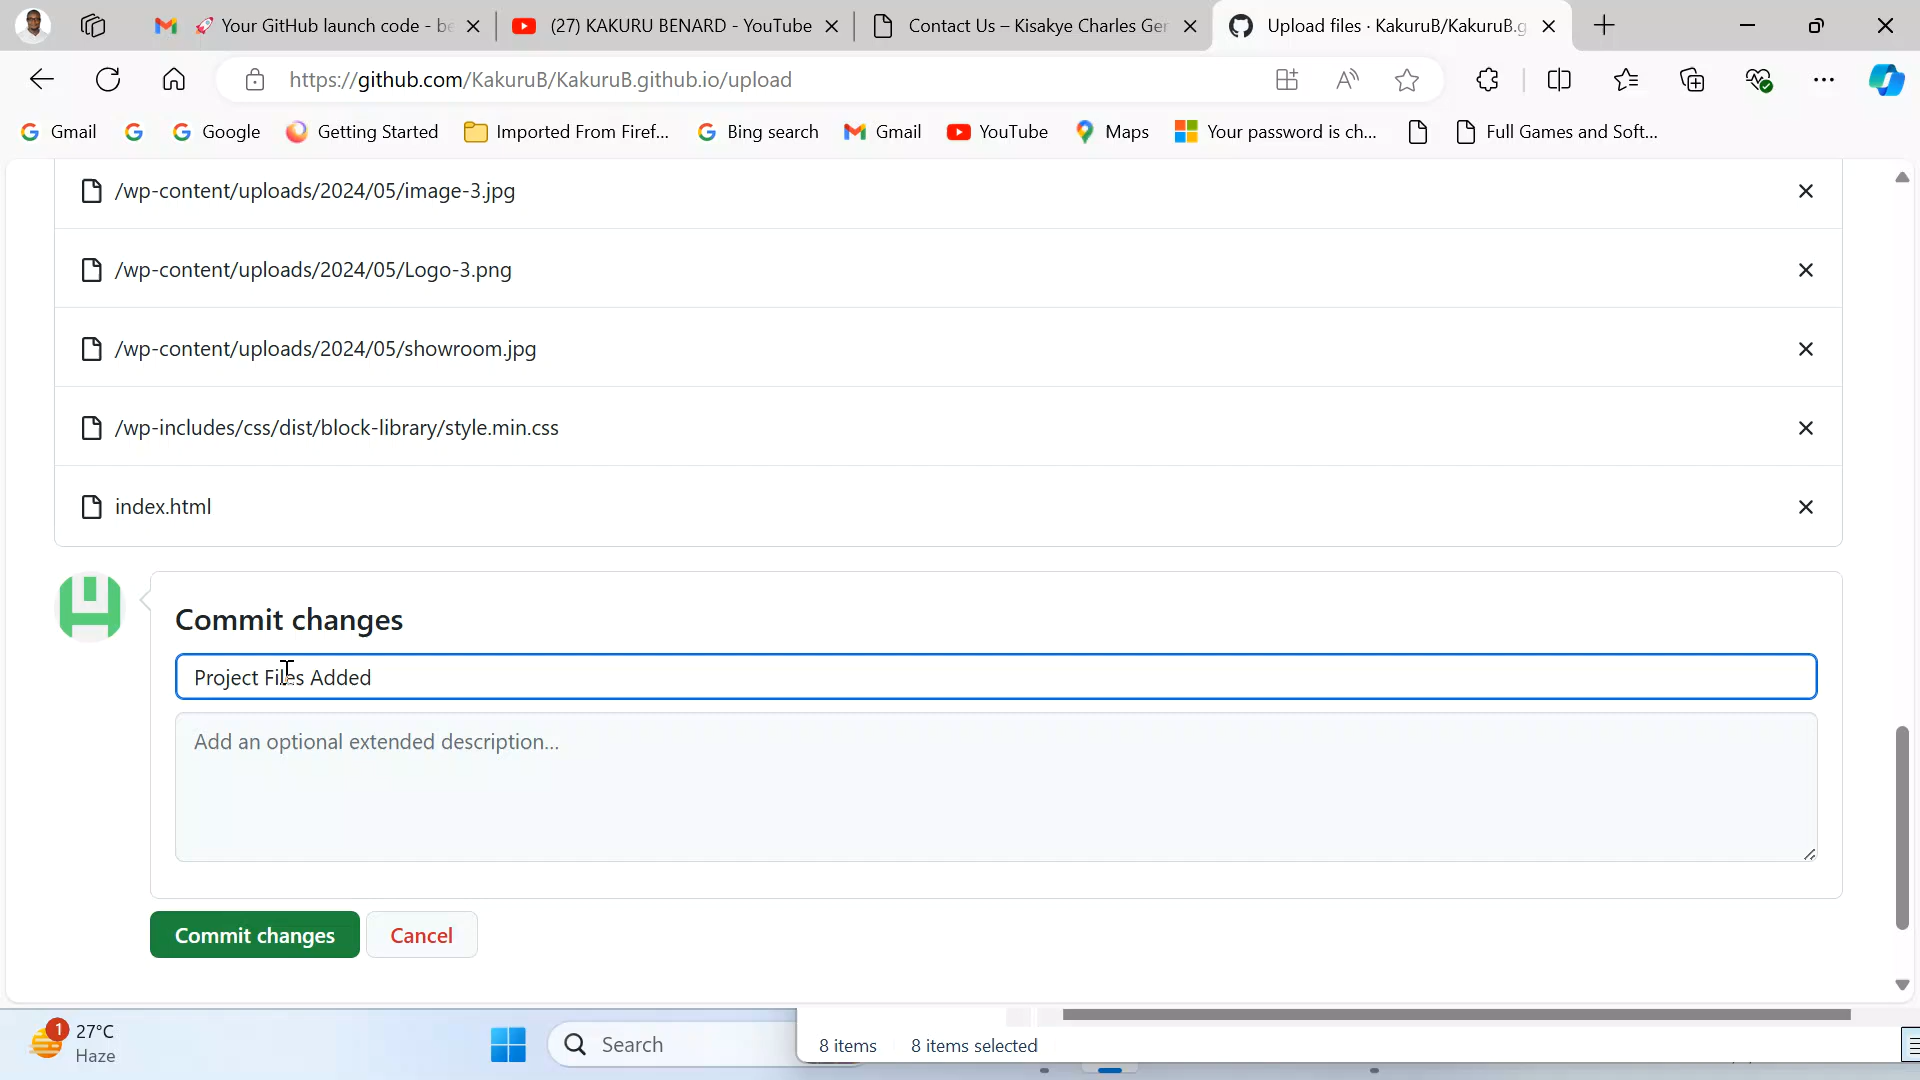 🚀 Your GitHub launch code - be
(27) KAKURU BENARD - YouTube
Contact Us – Kisakye Charles Ger
Upload files · KakuruB/KakuruB.g
https://github.com/KakuruB/KakuruB.github.io/upload
Gmail
Google
Getting Started
Imported From Firef...
Bing search
Gmail
YouTube
Maps
Your password is ch...
Full Games and Soft...
/wp-content/uploads/2024/05/image-3.jpg
/wp-content/uploads/2024/05/Logo-3.png
/wp-content/uploads/2024/05/showroom.jpg
/wp-includes/css/dist/block-library/style.min.css
index.html
Commit changes
Project Files Added
Add an optional extended description...
Commit changes
Cancel
1
27°C
Haze
Search
8 items
8 items selected